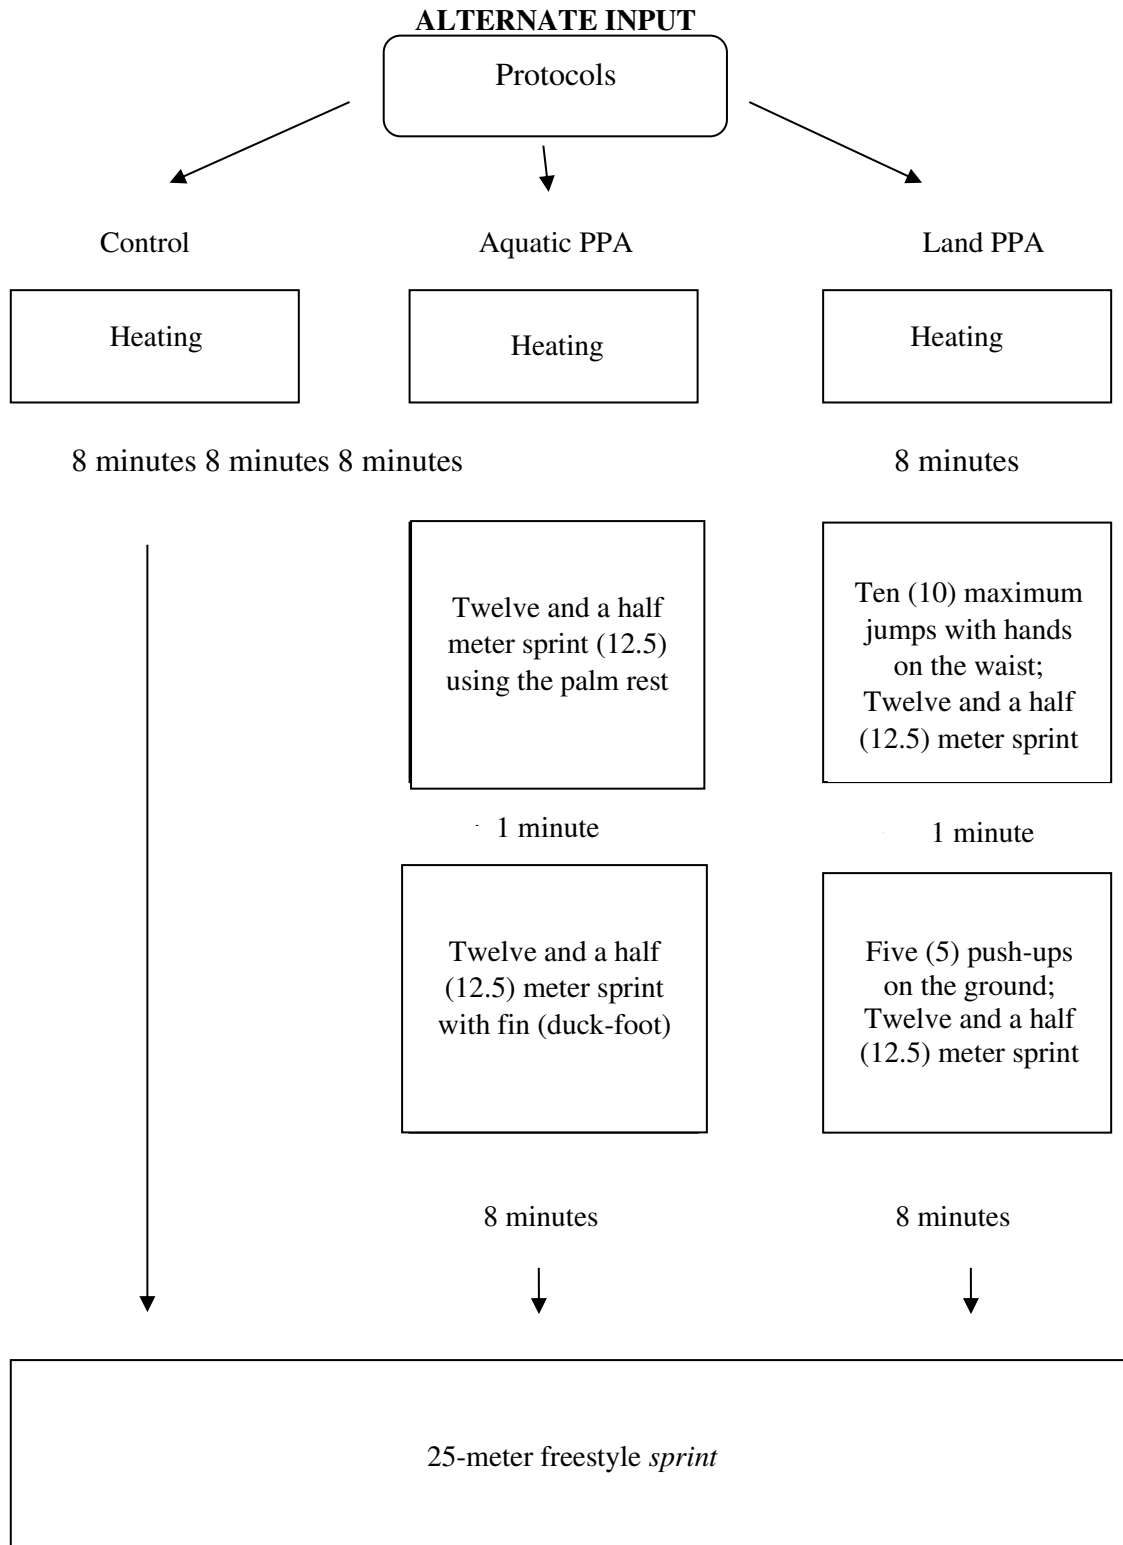 ALTERNATE INPUT
Protocols
Control
Aquatic PPA
Land PPA
Heating
Heating
Heating
8 minutes 8 minutes 8 minutes
8 minutes
Twelve and a half
meter sprint (12.5)
using the palm rest
Ten (10) maximum
jumps with hands
on the waist;
Twelve and a half
(12.5) meter sprint
1 minute
1 minute
Twelve and a half
(12.5) meter sprint
with fin (duck-foot)
Five (5) push-ups
on the ground;
Twelve and a half
(12.5) meter sprint
8 minutes
8 minutes
25-meter freestyle sprint